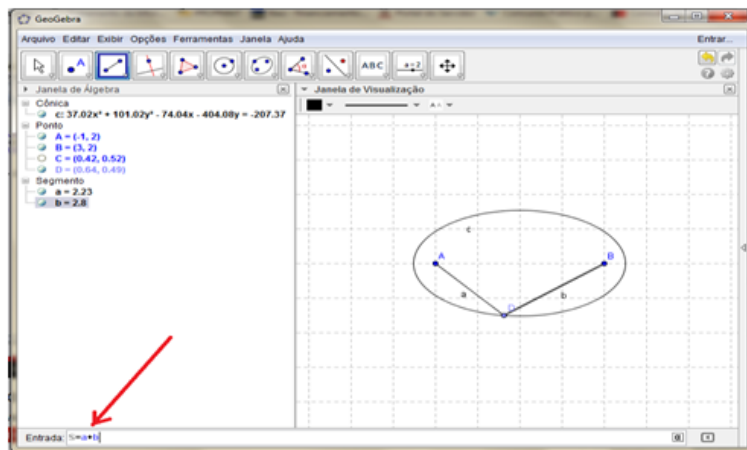 GeoGebra
Arquivo Editar Exibir Opções Ferramentas Janela Ajuda
Entrar...
A
ABC
a=2
Janela de Álgebra
Janela de Visualização
Cônica
c: 37.02x² + 101.02y² - 74.04x - 404.08y = -207.37
Ponto
A = (-1, 2)
B = (3, 2)
C = (0.42, 0.52)
D = (0.64, 0.49)
Segmento
a = 2.23
b = 2.8
c
A
B
a
b
D
Entrada: S=a+b
α